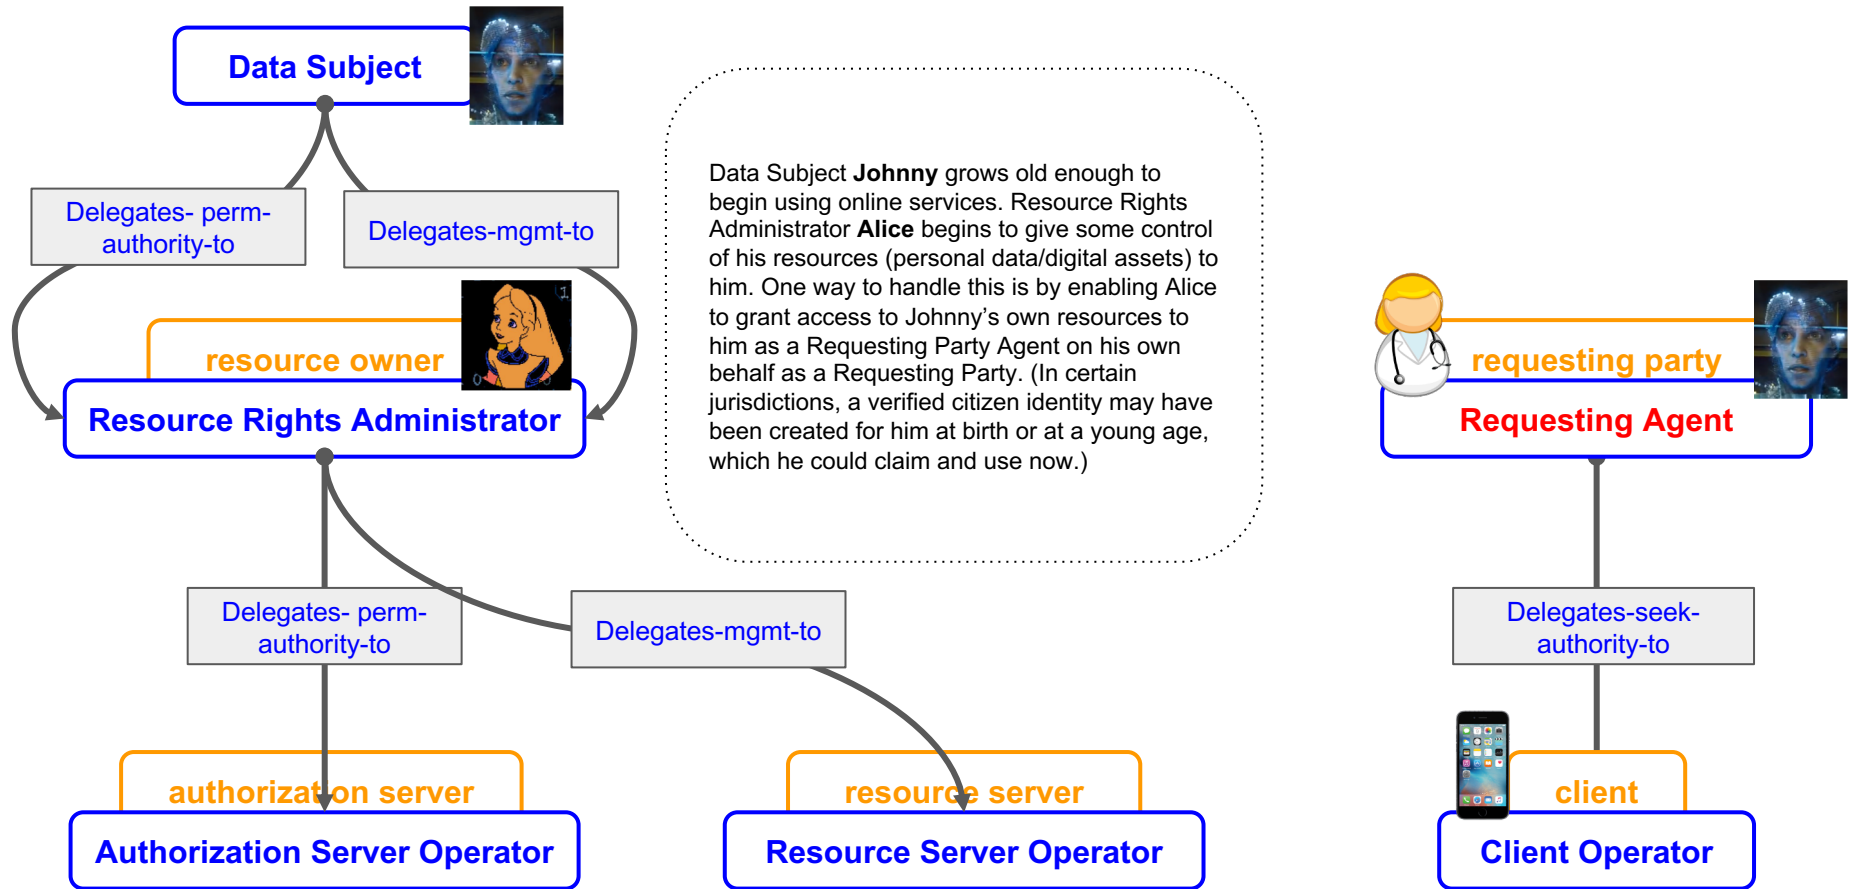 Data Subject
Delegates- perm-
authority-to
Delegates-mgmt-to
resource owner
Resource Rights Administrator
Data Subject Johnny grows old enough to
begin using online services. Resource Rights
Administrator Alice begins to give some control
of his resources (personal data/digital assets) to
him. One way to handle this is by enabling Alice
to grant access to Johnny’s own resources to
him as a Requesting Party Agent on his own
behalf as a Requesting Party. (In certain
jurisdictions, a verified citizen identity may have
been created for him at birth or at a young age,
which he could claim and use now.)
requesting party
Requesting Agent
Delegates- perm-
authority-to
Delegates-mgmt-to
Delegates-seek-
authority-to
authorization server
Authorization Server Operator
resource server
Resource Server Operator
client
Client Operator